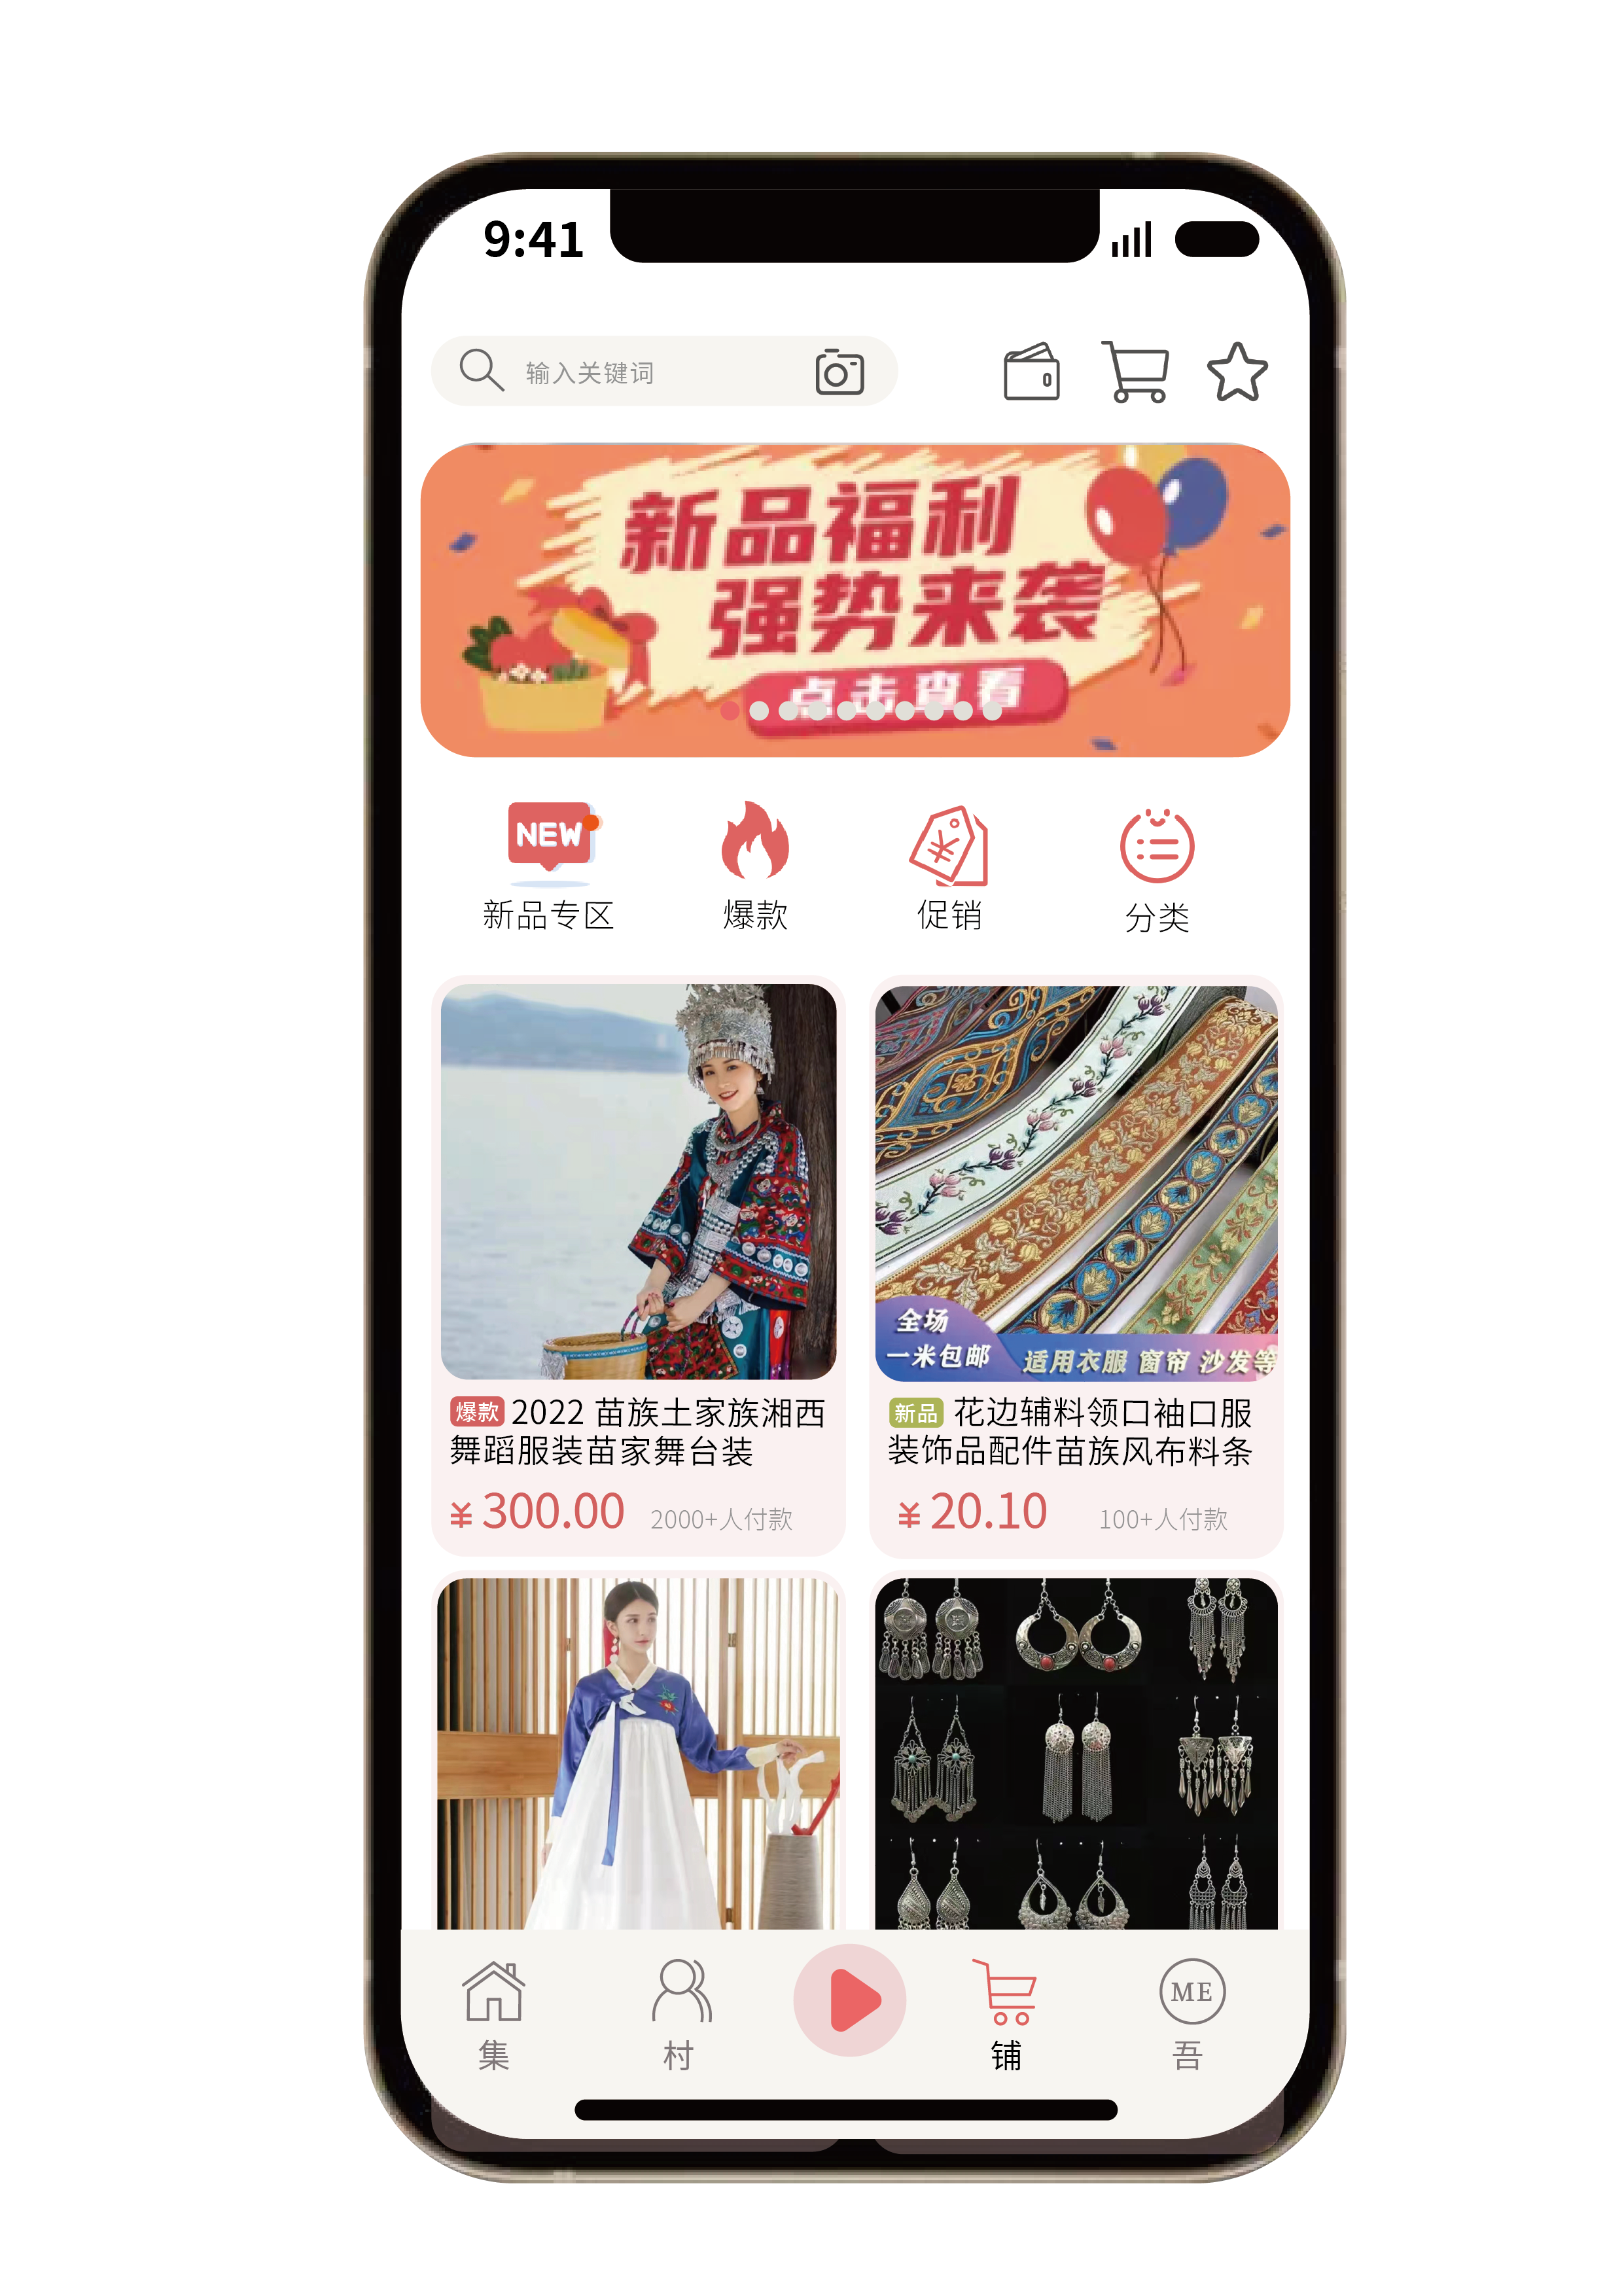 9:41
输入关键词
新品福利
强势来袭
点击查看
NEW
新品专区
爆款
促销
分类
全场
一米包邮
适用衣服 窗帘 沙发等
爆款 2022 苗族土家族湘西
舞蹈服装苗家舞台装
¥ 300.00 2000+人付款
新品 花边辅料领口袖口服
装饰品配件苗族风布料条
¥ 20.10 100+人付款
ME
集
村
铺
吾